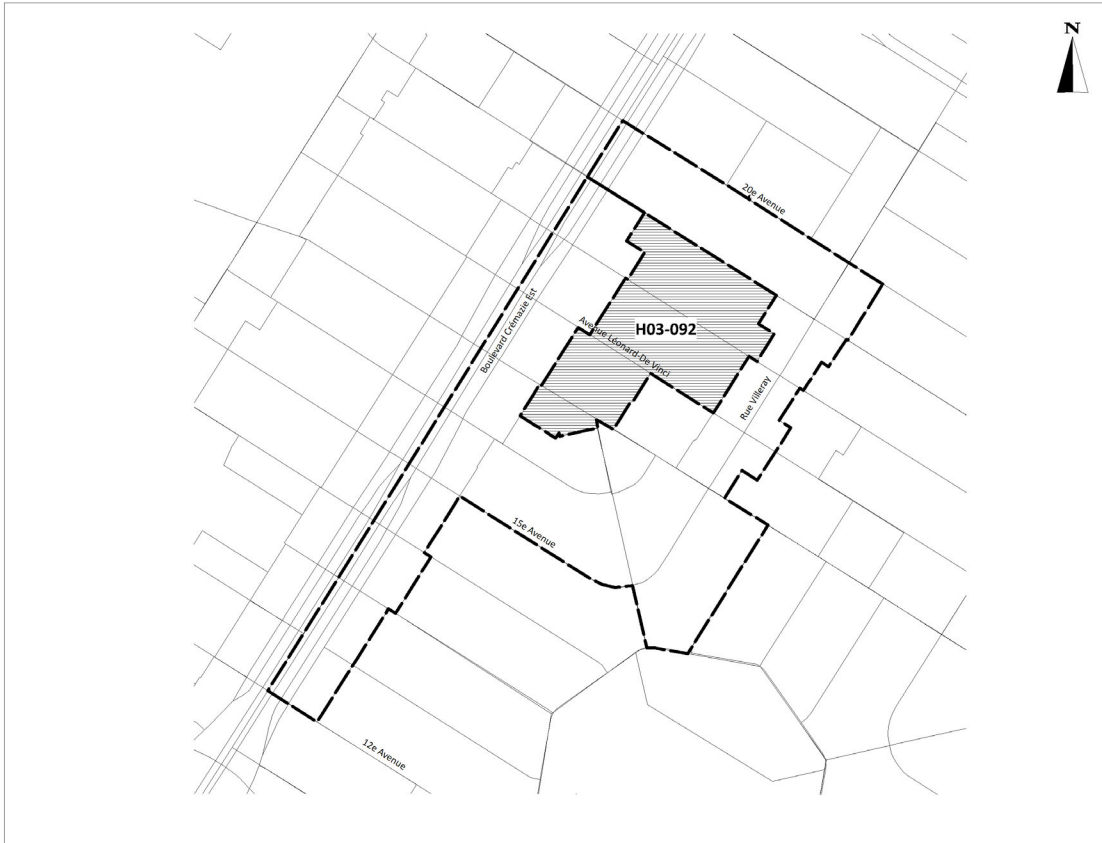 N
20e Avenue
Boulevard Crémazie Est
Avenue Léonard-De Vinci
H03-092
Rue Villeray
15e Avenue
12e Avenue